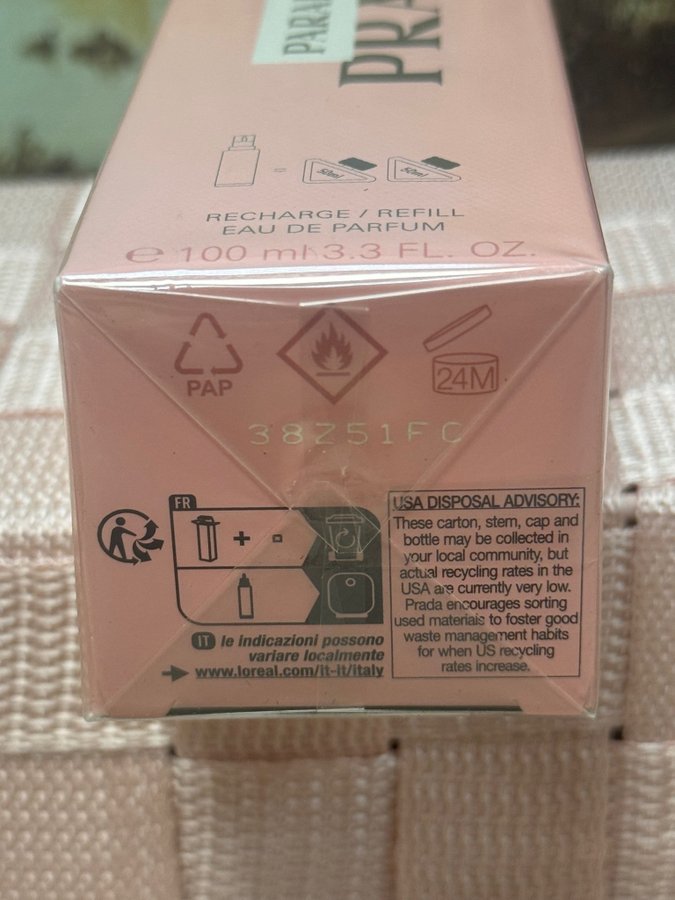 PRA
50ml
50ml
RECHARGE / REFILL
EAU DE PARFUM
e 100 ml 3.3 FL. OZ.
PAP
24M
38Z51FC
FR
USA DISPOSAL ADVISORY:
These carton, stem, cap and
bottle may be collected in
your local community, but
actual recycling rates in the
USA are currently very low.
Prada encourages sorting
used materials to foster good
waste management habits
for when US recycling
rates increase.
IT le indicazioni possono
variare localmente
www.loreal.com/it-it/italy